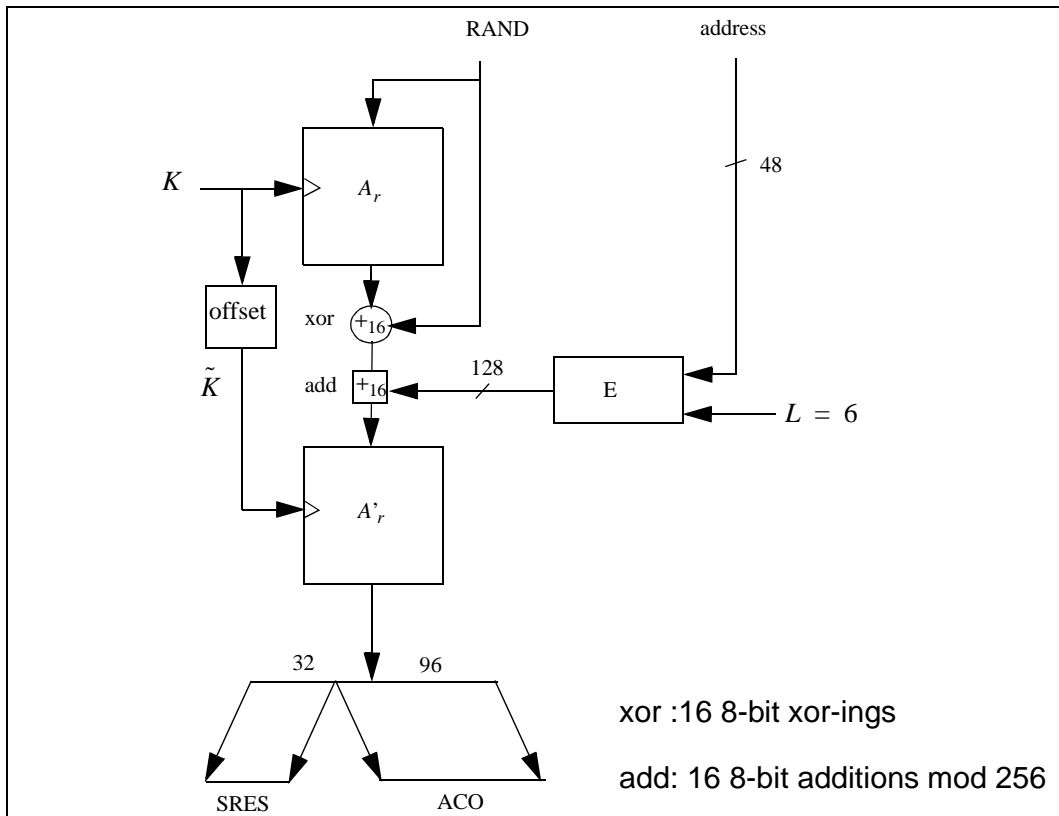 RAND
address
48
K
A_r
offset
xor
+16
K̃
add
+16
128
E
L = 6
A'_r
32
96
SRES
ACO
xor :16 8-bit xor-ings
add: 16 8-bit additions mod 256